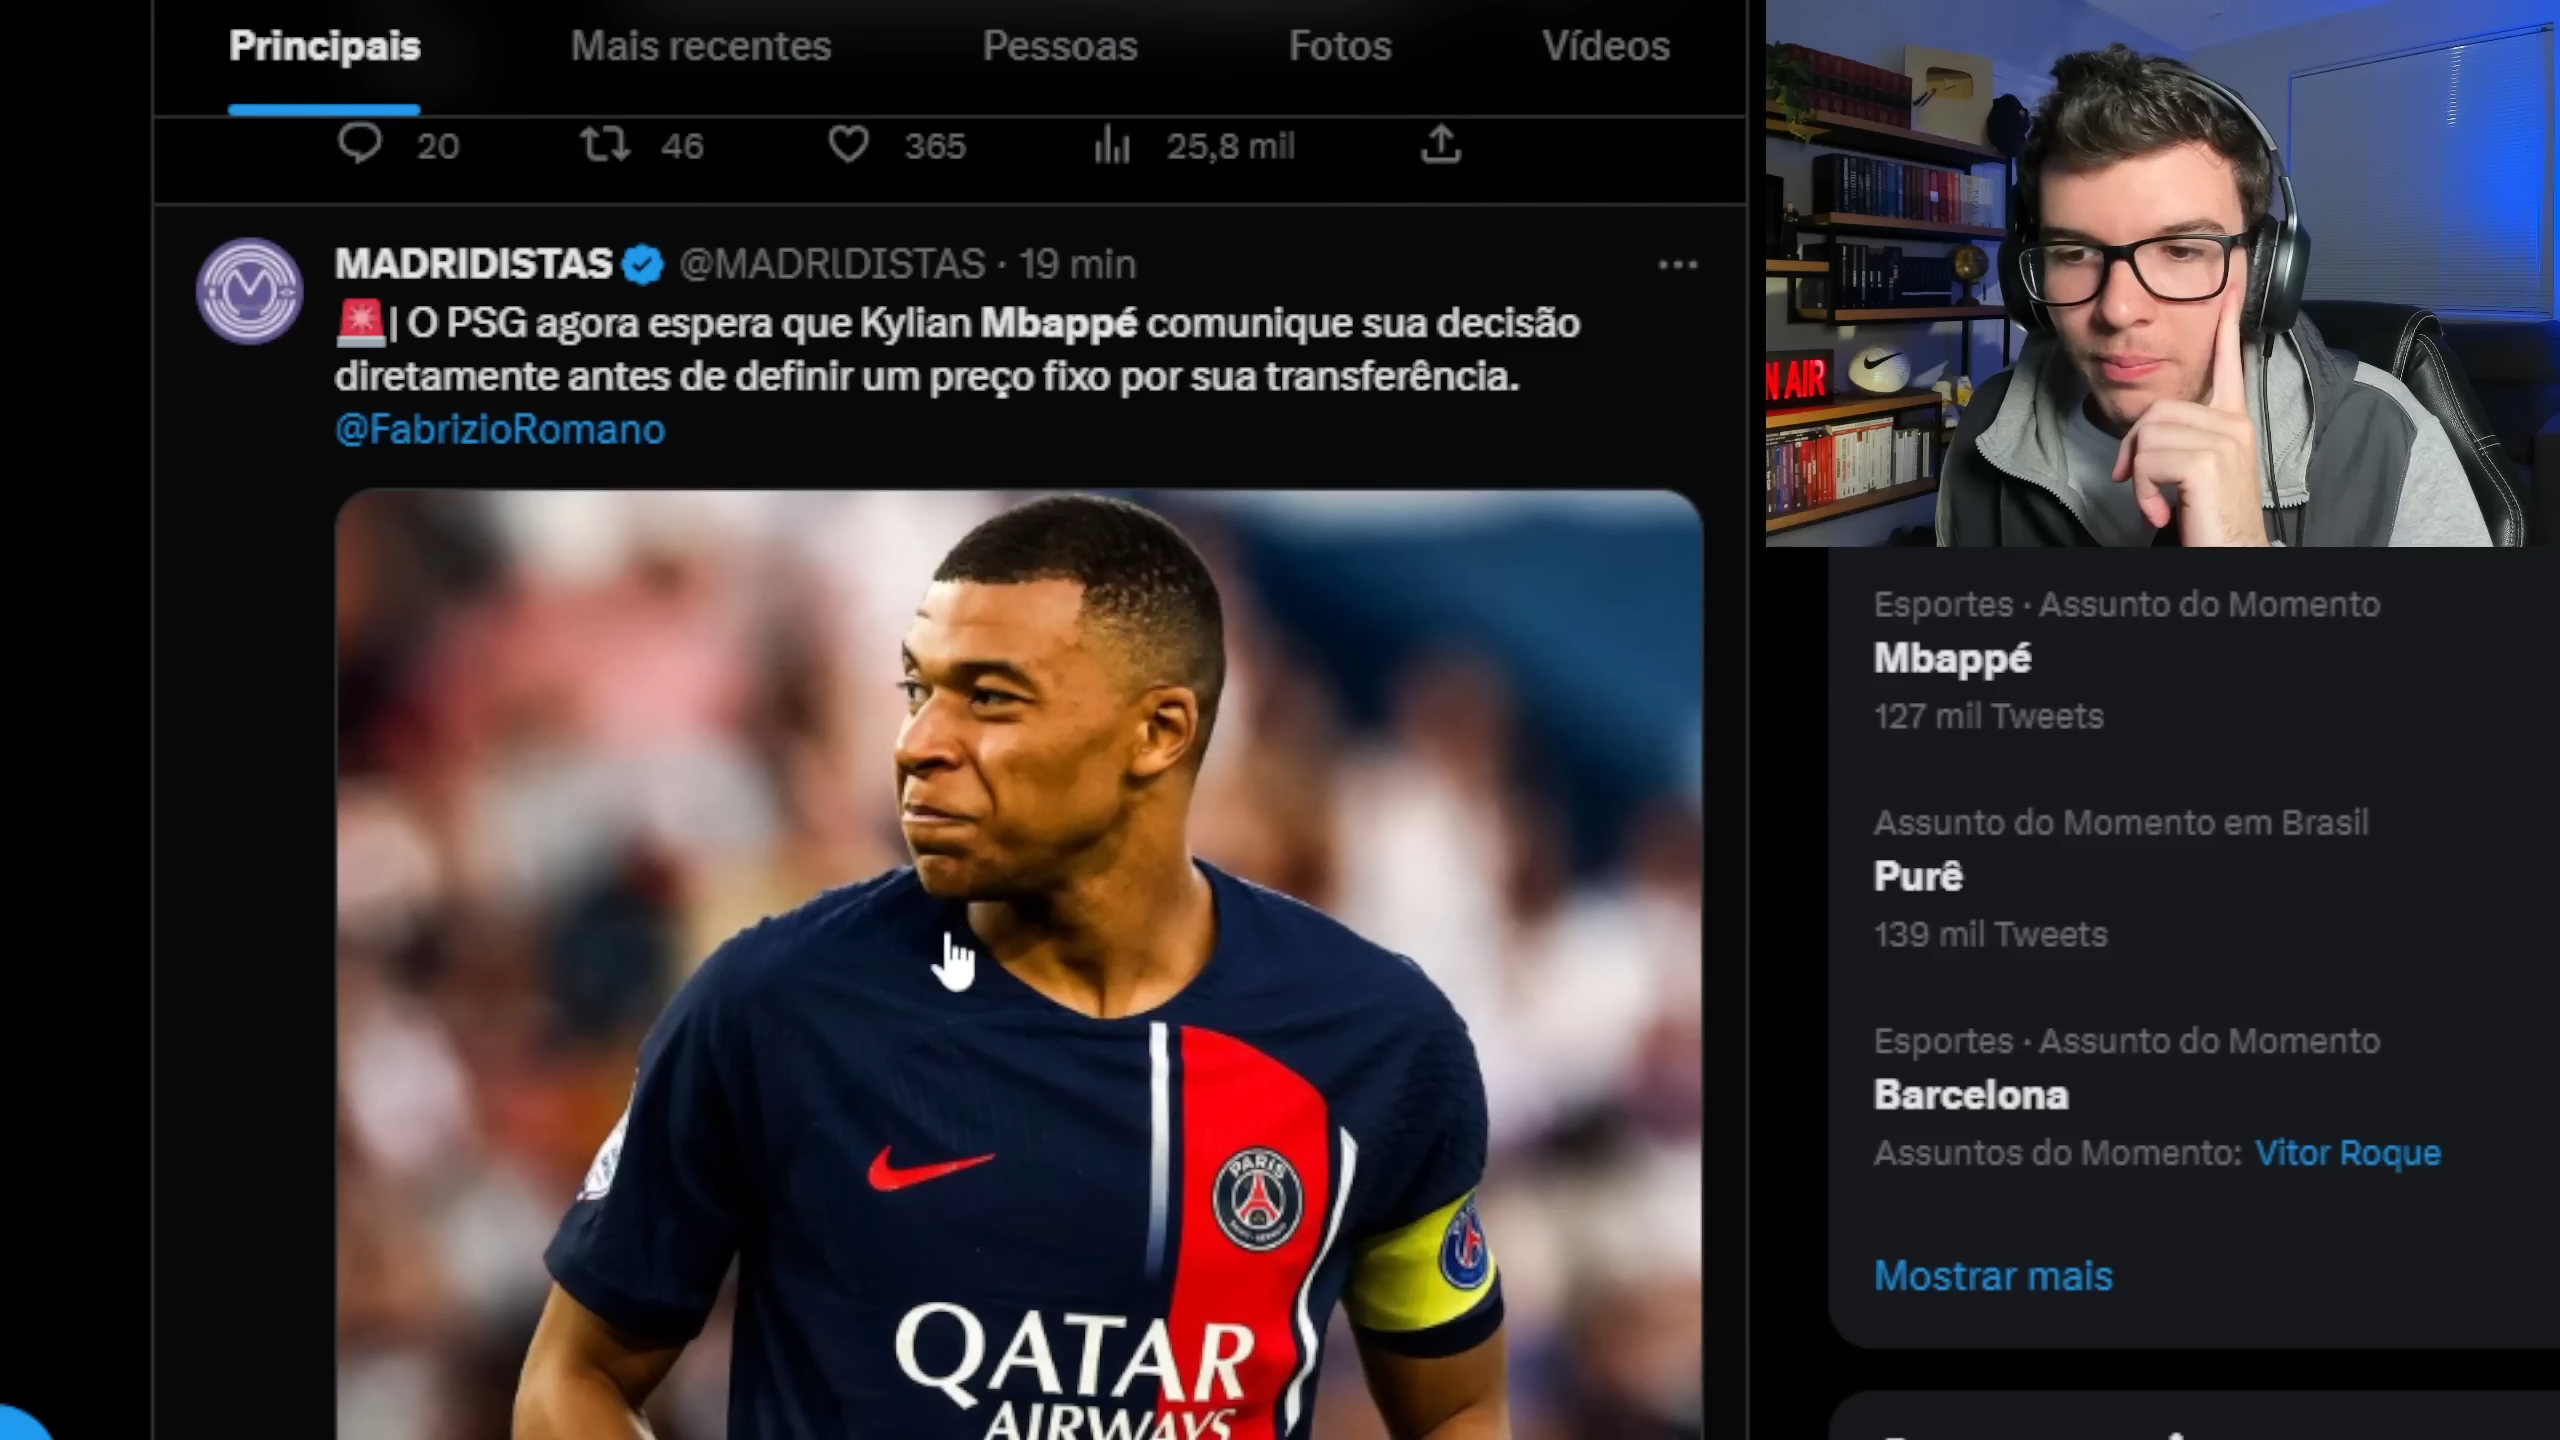 Principais Mais recentes Pessoas Fotos Vídeos
20 46 365 25,8 mil
MADRIDISTAS @MADRlDISTAS · 19 min
🚨| O PSG agora espera que Kylian Mbappé comunique sua decisão
diretamente antes de definir um preço fixo por sua transferência.
@FabrizioRomano
PARIS
QATAR
AIRWAYS
N AIR
Esportes · Assunto do Momento
Mbappé
127 mil Tweets
Assunto do Momento em Brasil
Purê
139 mil Tweets
Esportes · Assunto do Momento
Barcelona
Assuntos do Momento: Vitor Roque
Mostrar mais